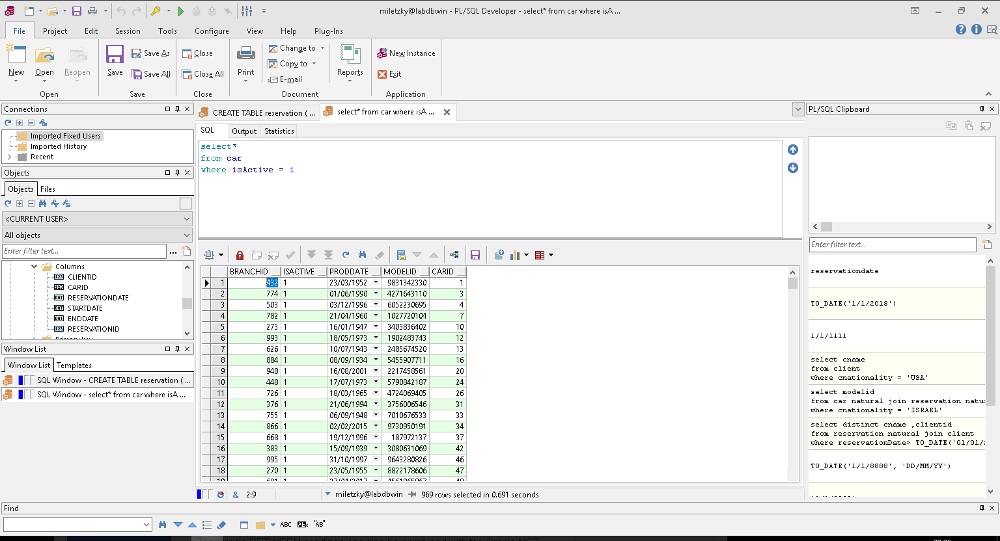 miletzky@labdbwin - PL/SQL Developer - select* from car where isA ...
File Project Edit Session Tools Configure View Help Plug-Ins
New Open Reopen
Open
Save Save As Save All
Save
Close Close All
Close
Print Change to Copy to E-mail Reports
Document
New Instance Exit
Application
Connections
Imported Fixed Users
Imported History
Recent
Objects
Objects Files
<CURRENT USER>
All objects
Enter filter text...
Columns
CLIENTID
CARID
RESERVATIONDATE
STARTDATE
ENDDATE
RESERVATIONID
Window List
Window List Templates
SQL Window - CREATE TABLE reservation ( ...
SQL Window - select* from car where isA ...
CREATE TABLE reservation ( ... select* from car where isA ...
SQL Output Statistics
select*
from car
where isActive = 1
BRANCHID ISACTIVE PRODDATE MODELID CARID
1 432 1 23/03/1952 9831342330 1
2 774 1 01/06/1990 4271643110 3
3 503 1 03/12/1996 6052230695 4
4 782 1 21/04/1960 1027720104 7
5 273 1 16/01/1947 3403836402 10
6 993 1 18/05/1973 1902483743 12
7 626 1 10/07/1943 2485674520 13
8 884 1 08/09/1934 5455907711 16
9 948 1 16/08/2001 2217458561 20
10 448 1 17/07/1973 5790842187 24
11 726 1 18/03/1965 4724069405 26
12 376 1 21/06/1994 3756006546 31
13 755 1 06/09/1948 7010676533 33
14 866 1 02/02/2015 9730950191 34
15 668 1 19/12/1996 187972137 37
16 383 1 15/09/1939 3080631069 42
17 995 1 31/10/1997 9643280826 46
18 270 1 23/05/1955 8822178606 47
& 2:9 miletzky@labdbwin 969 rows selected in 0.691 seconds
PL/SQL Clipboard
Enter filter text...
reservationdate
TO_DATE('1/1/2018')
1/1/1111
select cname
from client
where cnationality = 'USA'
select modelid
from car natural join reservation natu
where cnationality = 'ISRAEL'
select distinct cname ,clientid
from reservation natural join client
where reservationDate> TO_DATE('01/01/
TO_DATE('1/1/8888', 'DD/MM/YY')
Find
ABC AB "AB"